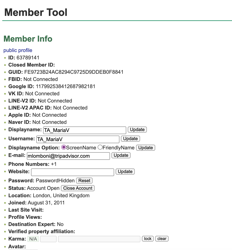 Member Tool
Member Info
public profile
ID: 63789141
Closed Member ID:
GUID: FE9723B24AC8294C9725D9DDEB0F8841
FBID: Not Connected
Google ID: 117992538412687982181
VK ID: Not Connected
LINE-V2 ID: Not Connected
LINE-V2 APAC ID: Not Connected
Apple ID: Not Connected
Naver ID: Not Connected
Displayname: TA_MariaV Update
Username: TA_MariaV Update
Displayname Option: ScreenName FriendlyName Update
E-mail: mlomboni@tripadvisor.com Update
Phone Numbers: +1
Website: Update
Password: PasswordHidden Reset
Status: Account Open Close Account
Location: London, United Kingdom
Joined: August 31, 2011
Last Site Visit:
Profile Views:
Destination Expert: No
Verified property affiliation:
Karma: N/A lock clear
Avatar: